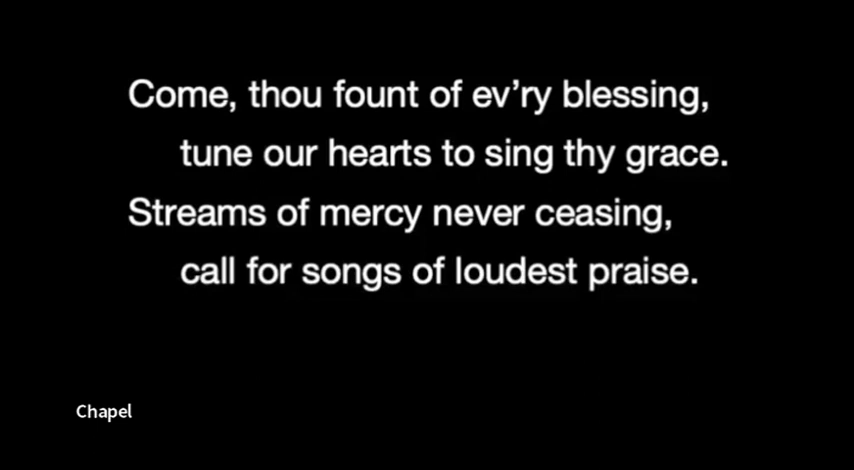 Come, thou fount of ev’ry blessing,
tune our hearts to sing thy grace.
Streams of mercy never ceasing,
call for songs of loudest praise.
Chapel